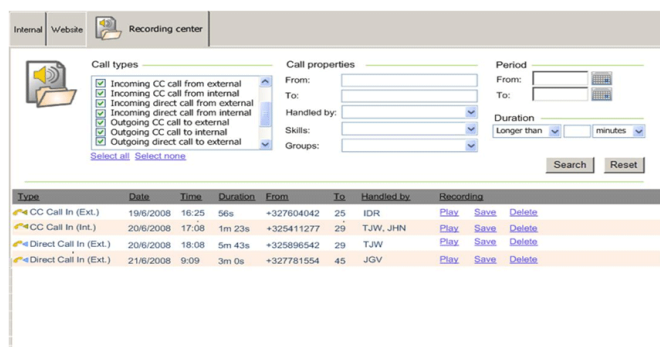 Internal Website Recording center
Call types Call properties Period
Incoming CC call from external From: From:
Incoming CC call from internal To: To:
Incoming direct call from external
Incoming direct call from internal Handled by:
Outgoing CC call to external Duration
Outgoing CC call to internal Skills: Longer than minutes
Outgoing direct call to external Groups:
Select all Select none
Search Reset
Type Date Time Duration From To Handled by Recording
CC Call In (Ext.) 19/6/2008 16:25 56s +327604042 25 IDR Play Save Delete
CC Call In (Int.) 20/6/2008 17:08 1m 23s +325411277 29 TJW, JHN Play Save Delete
Direct Call In (Ext.) 20/6/2008 18:08 5m 43s +325896542 29 TJW Play Save Delete
Direct Call In (Ext.) 21/6/2008 9:09 3m 0s +327781554 45 JGV Play Save Delete